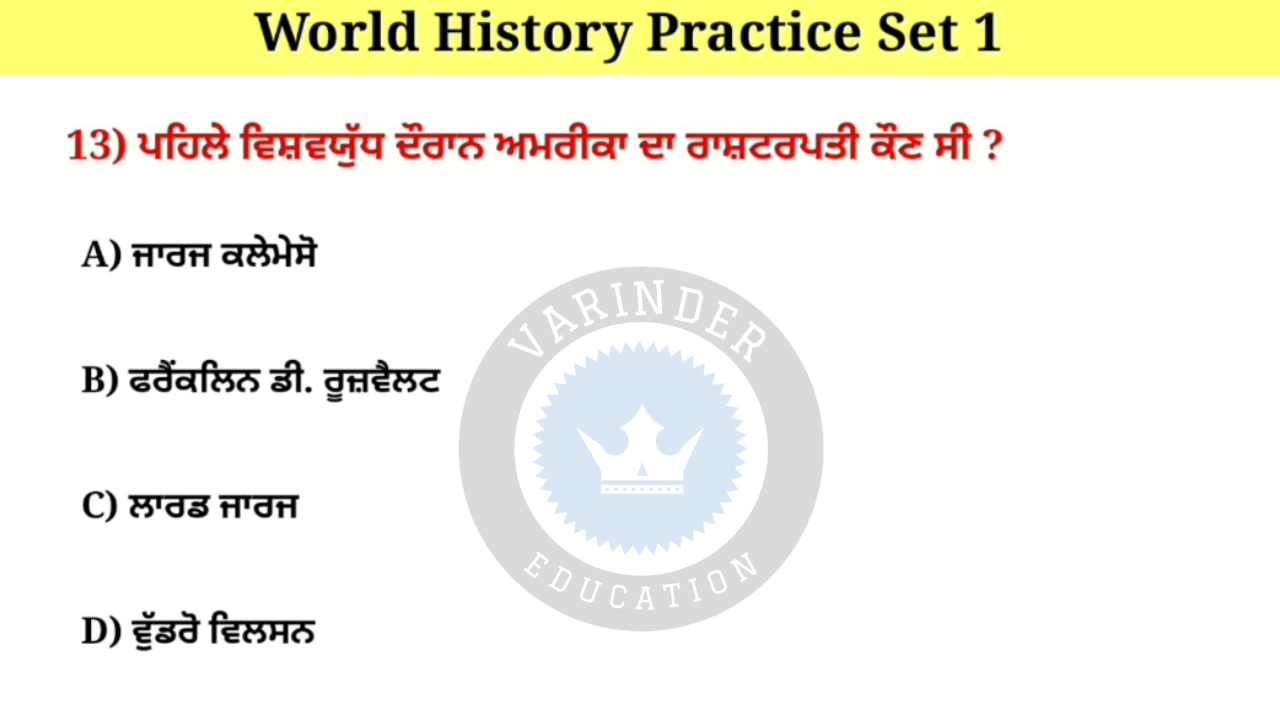 World History Practice Set 1
13) ਪਹਿਲੇ ਵਿਸ਼ਵਯੁੱਧ ਦੌਰਾਨ ਅਮਰੀਕਾ ਦਾ ਰਾਸ਼ਟਰਪਤੀ ਕੌਣ ਸੀ ?
A) ਜਾਰਜ ਕਲੇਮੇਸੋ
VARINDER
B) ਫਰੈਂਕਲਿਨ ਡੀ. ਰੂਜ਼ਵੈਲਟ
C) ਲਾਰਡ ਜਾਰਜ
EDUCATION
D) ਵੁੱਡਰੋ ਵਿਲਸਨ